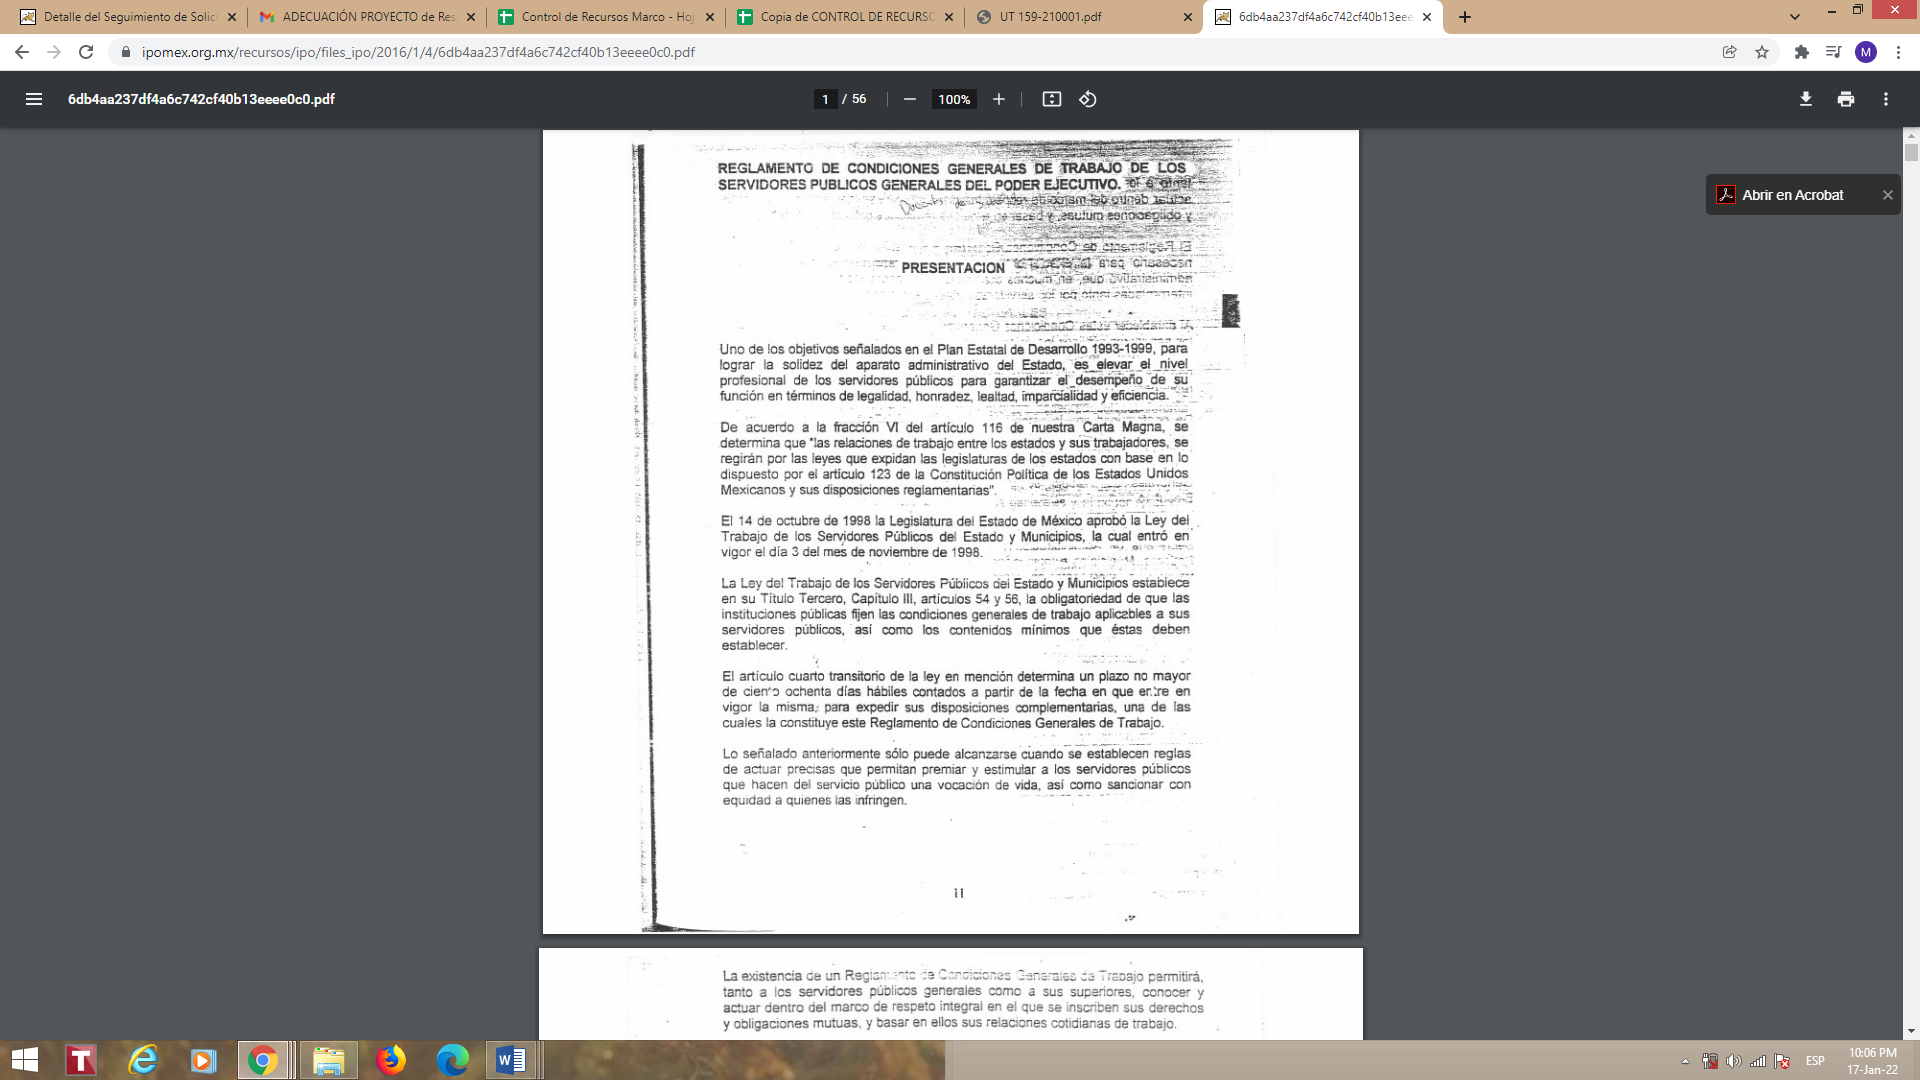 Detalle del Seguimiento de Solici
ADECUACIÓN PROYECTO de Res
Control de Recursos Marco - Hoj
Copia de CONTROL DE RECURSO
UT 159-210001.pdf
6db4aa237df4a6c742cf40b13eee
ipomex.org.mx/recursos/ipo/files_ipo/2016/1/4/6db4aa237df4a6c742cf40b13eeee0c0.pdf
M
6db4aa237df4a6c742cf40b13eeee0c0.pdf
1 / 56
100%
Abrir en Acrobat
REGLAMENTO DE CONDICIONES GENERALES DE TRABAJO DE LOS
SERVIDORES PUBLICOS GENERALES DEL PODER EJECUTIVO.
PRESENTACION
Uno de los objetivos señalados en el Plan Estatal de Desarrollo 1993-1999, para
lograr la solidez del aparato administrativo del Estado, es elevar el nivel
profesional de los servidores públicos para garantizar el desempeño de su
función en términos de legalidad, honradez, lealtad, imparcialidad y eficiencia.
De acuerdo a la fracción VI del artículo 116 de nuestra Carta Magna, se
determina que "las relaciones de trabajo entre los estados y sus trabajadores, se
regirán por las leyes que expidan las legislaturas de los estados con base en lo
dispuesto por el artículo 123 de la Constitución Política de los Estados Unidos
Mexicanos y sus disposiciones reglamentarias".
El 14 de octubre de 1998 la Legislatura del Estado de México aprobó la Ley del
Trabajo de los Servidores Públicos del Estado y Municipios, la cual entró en
vigor el día 3 del mes de noviembre de 1998.
La Ley del Trabajo de los Servidores Públicos del Estado y Municipios establece
en su Título Tercero, Capítulo III, artículos 54 y 56, la obligatoriedad de que las
instituciones públicas fijen las condiciones generales de trabajo aplicables a sus
servidores públicos, así como los contenidos mínimos que éstas deben
establecer.
El artículo cuarto transitorio de la ley en mención determina un plazo no mayor
de ciento ochenta días hábiles contados a partir de la fecha en que entre en
vigor la misma, para expedir sus disposiciones complementarias, una de las
cuales la constituye este Reglamento de Condiciones Generales de Trabajo.
Lo señalado anteriormente sólo puede alcanzarse cuando se establecen reglas
de actuar precisas que permitan premiar y estimular a los servidores públicos
que hacen del servicio público una vocación de vida, así como sancionar con
equidad a quienes las infringen.
11
La existencia de un Reglamento de Condiciones Generales de Trabajo permitirá,
tanto a los servidores públicos generales como a sus superiores, conocer y
actuar dentro del marco de respeto integral en el que se inscriben sus derechos
y obligaciones mutuas, y basar en ellos sus relaciones cotidianas de trabajo.
ESP
10:06 PM
17-Jan-22